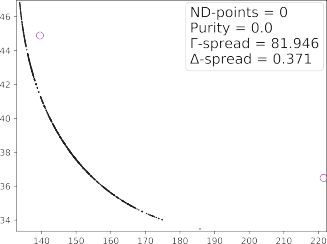 ND-points = 0
Purity = 0.0
Γ-spread = 81.946
Δ-spread = 0.371
46
44
42
40
38
36
34
140 150 160 170 180 190 200 210 220